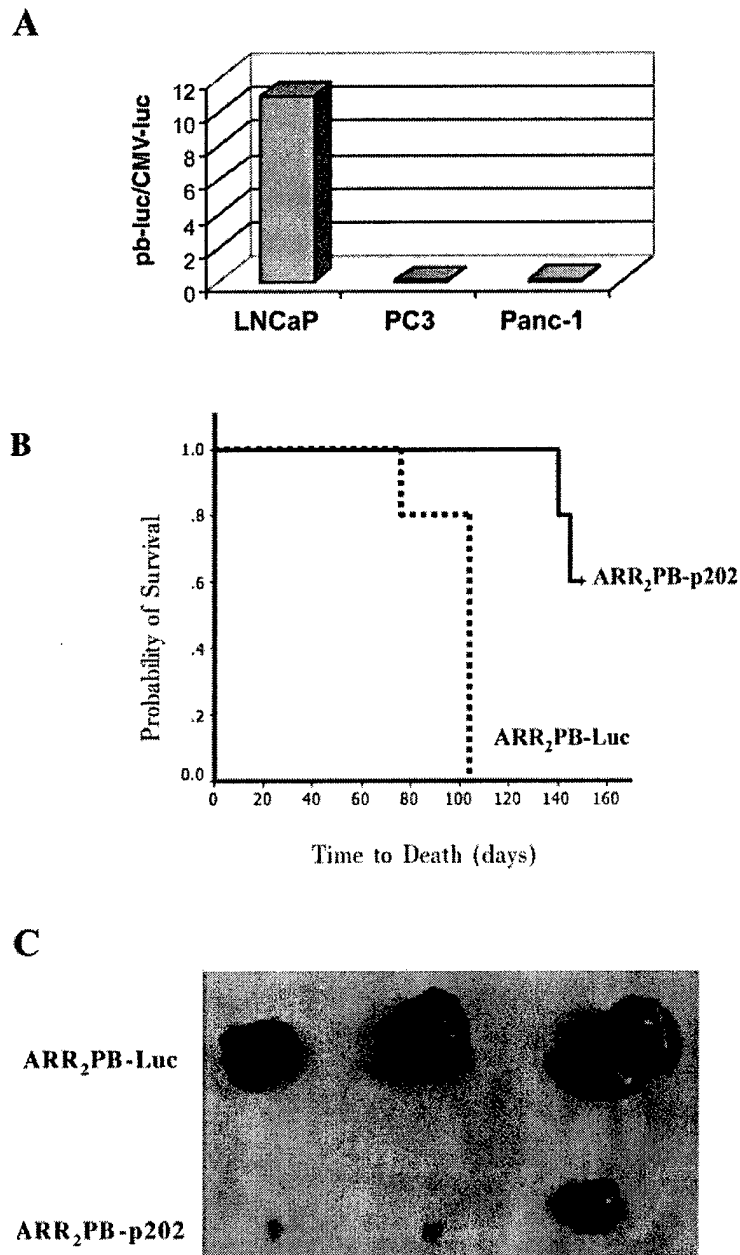 A
pb-luc/CMV-luc
12
10
8
6
4
2
0
LNCaP PC3 Panc-1
B
Probability of Survival
1.0
.8
.6
.4
.2
0.0
ARR₂PB-p202
ARR₂PB-Luc
0 20 40 60 80 100 120 140 160
Time to Death (days)
C
ARR₂PB-Luc
ARR₂PB-p202